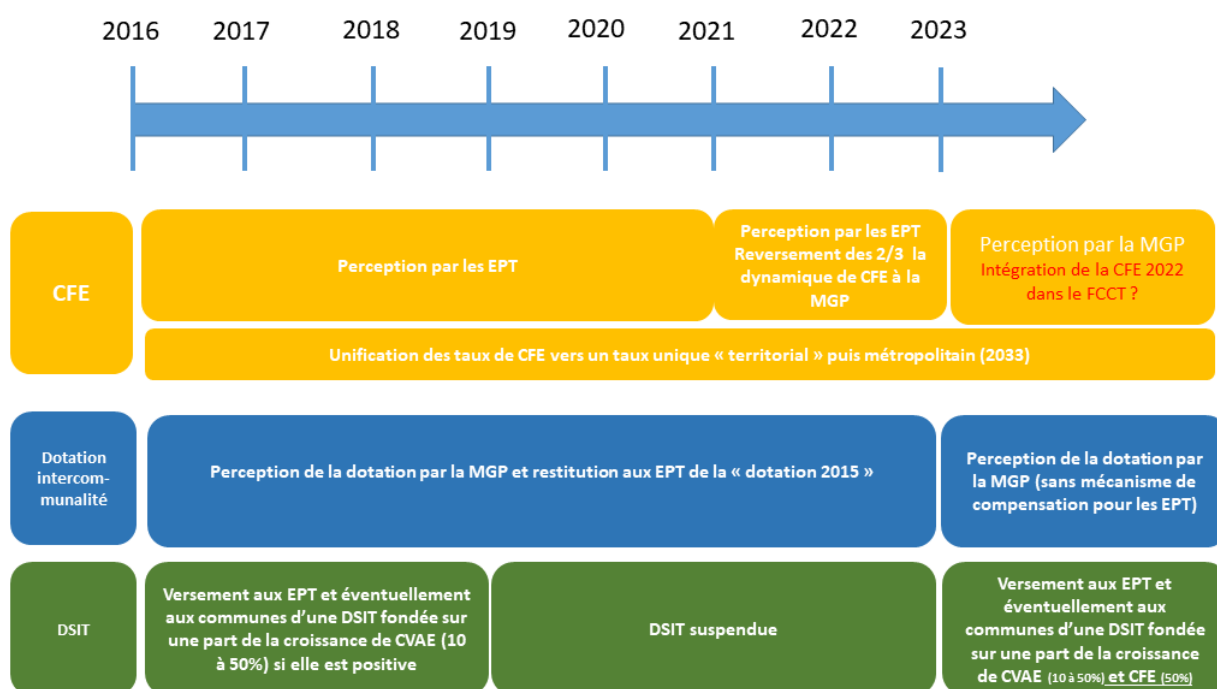 2016 2017 2018 2019 2020 2021 2022 2023
CFE
Perception par les EPT
Perception par les EPT
Reversement des 2/3 la
dynamique de CFE à la
MGP
Perception par la MGP
Intégration de la CFE 2022
dans le FCCT ?
Unification des taux de CFE vers un taux unique « territorial » puis métropolitain (2033)
Dotation
intercom-
munalité
Perception de la dotation par la MGP et restitution aux EPT de la « dotation 2015 »
Perception de la dotation par
la MGP (sans mécanisme de
compensation pour les EPT)
DSIT
Versement aux EPT et éventuellement
aux communes d’une DSIT fondée sur
une part de la croissance de CVAE (10
à 50%) si elle est positive
DSIT suspendue
Versement aux EPT et
éventuellement aux
communes d’une DSIT fondée
sur une part de la croissance
de CVAE (10 à 50%) et CFE (50%)